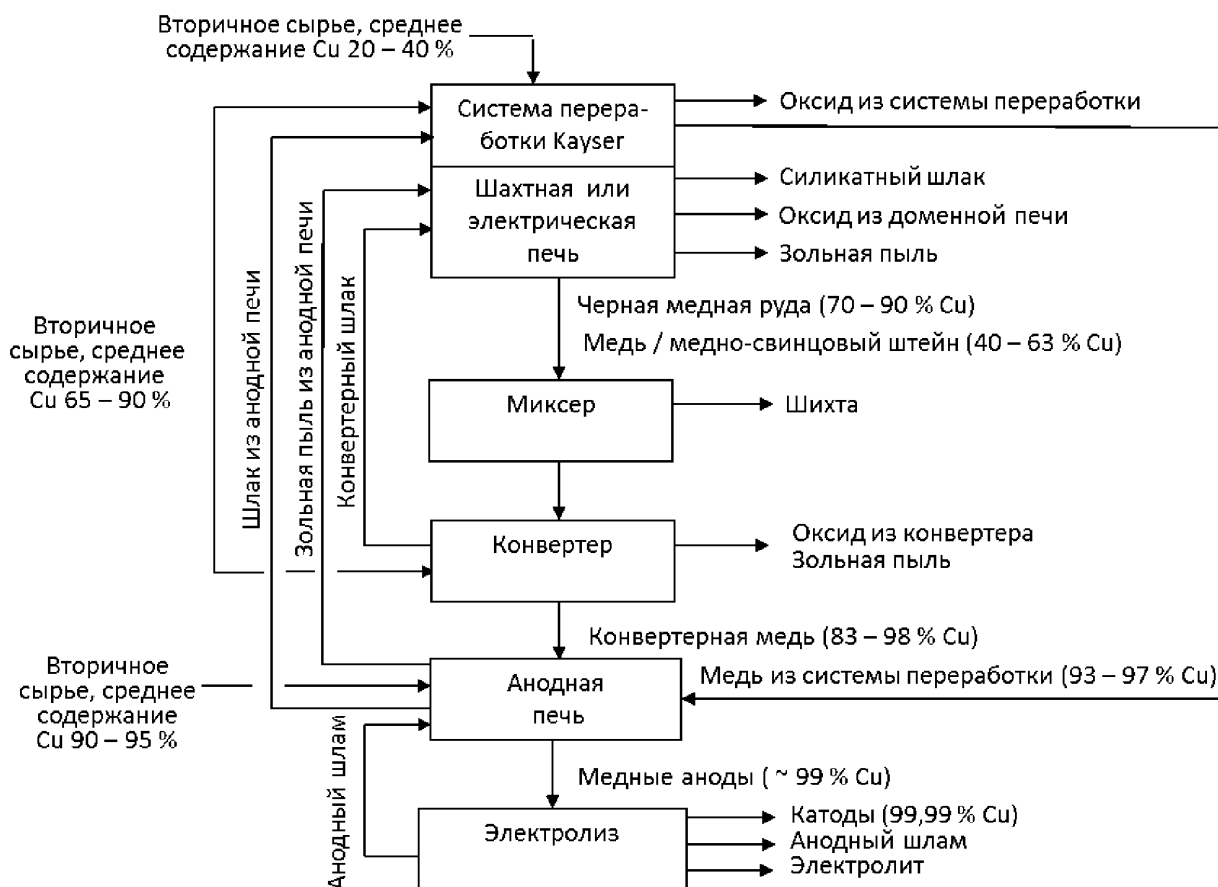 Вторичное сырье, среднее
содержание Cu 20 – 40 %
Система перера-
ботки Kayser
Оксид из системы переработки
Шахтная или
электрическая
печь
Силикатный шлак
Оксид из доменной печи
Зольная пыль
Черная медная руда (70 – 90 % Cu)
Медь / медно-свинцовый штейн (40 – 63 % Cu)
Вторичное
сырье, среднее
содержание
Cu 65 – 90 %
Шлак из анодной печи
Зольная пыль из анодной печи
Конвертерный шлак
Миксер
Шихта
Конвертер
Оксид из конвертера
Зольная пыль
Конвертерная медь (83 – 98 % Cu)
Вторичное
сырье, среднее
содержание
Cu 90 – 95 %
Анодная
печь
Медь из системы переработки (93 – 97 % Cu)
Анодный шлам
Медные аноды ( ~ 99 % Cu)
Электролиз
Катоды (99,99 % Cu)
Анодный шлам
Электролит